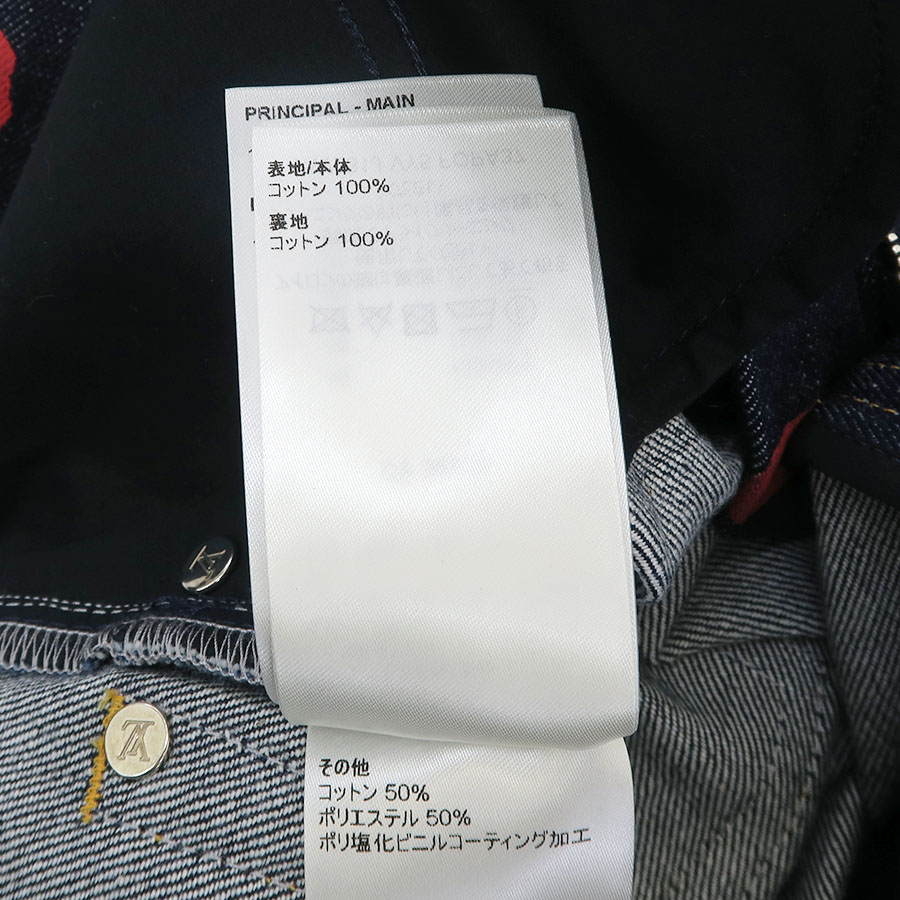 PRINCIPAL - MAIN
表地/本体
コットン 100%
裏地
コットン 100%
その他
コットン 50%
ポリエステル 50%
ポリ塩化ビニルコーティング加工